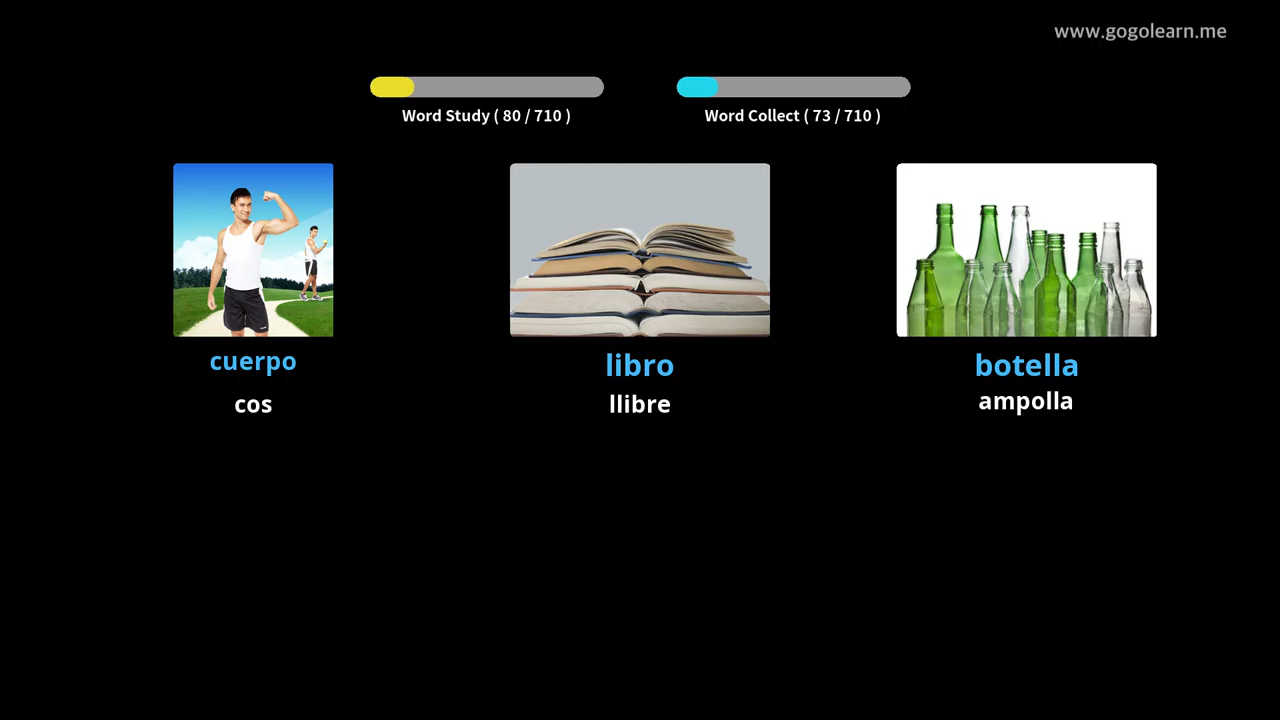 www.gogolearn.me
Word Study ( 80 / 710 )
Word Collect ( 73 / 710 )
cuerpo
cos
libro
llibre
botella
ampolla